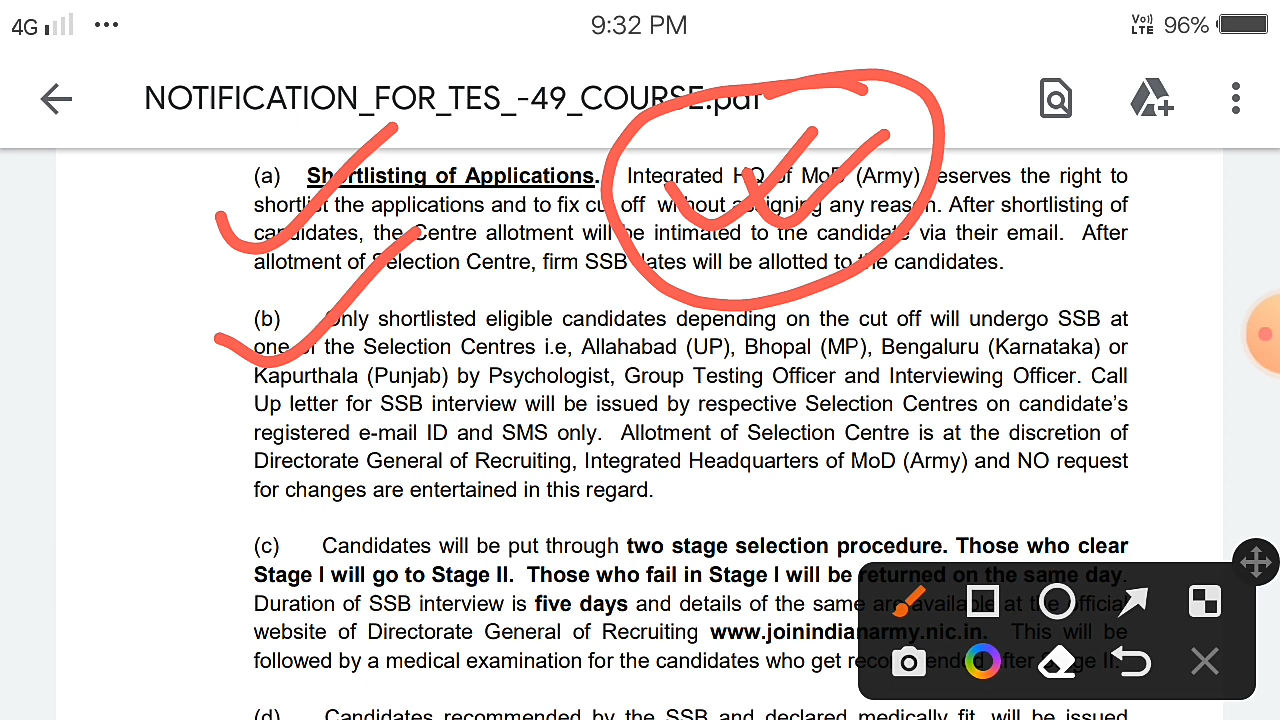 4G 9:32 PM Vo)) LTE 96%
NOTIFICATION_FOR_TES_-49_COURSE.pdf
(a) Shortlisting of Applications. Integrated HQ of MoD (Army) reserves the right to
shortlist the applications and to fix cut off without assigning any reason. After shortlisting of
candidates, the Centre allotment will be intimated to the candidate via their email. After
allotment of Selection Centre, firm SSB dates will be allotted to the candidates.
(b) Only shortlisted eligible candidates depending on the cut off will undergo SSB at
one of the Selection Centres i.e, Allahabad (UP), Bhopal (MP), Bengaluru (Karnataka) or
Kapurthala (Punjab) by Psychologist, Group Testing Officer and Interviewing Officer. Call
Up letter for SSB interview will be issued by respective Selection Centres on candidate's
registered e-mail ID and SMS only. Allotment of Selection Centre is at the discretion of
Directorate General of Recruiting, Integrated Headquarters of MoD (Army) and NO request
for changes are entertained in this regard.
(c) Candidates will be put through two stage selection procedure. Those who clear
Stage I will go to Stage II. Those who fail in Stage I will be returned on the same day.
Duration of SSB interview is five days and details of the same are available at the official
website of Directorate General of Recruiting www.joinindianarmy.nic.in. This will be
followed by a medical examination for the candidates who get recommended after Stage II.
(d) Candidates recommended by the SSB and declared medically fit, will be issued